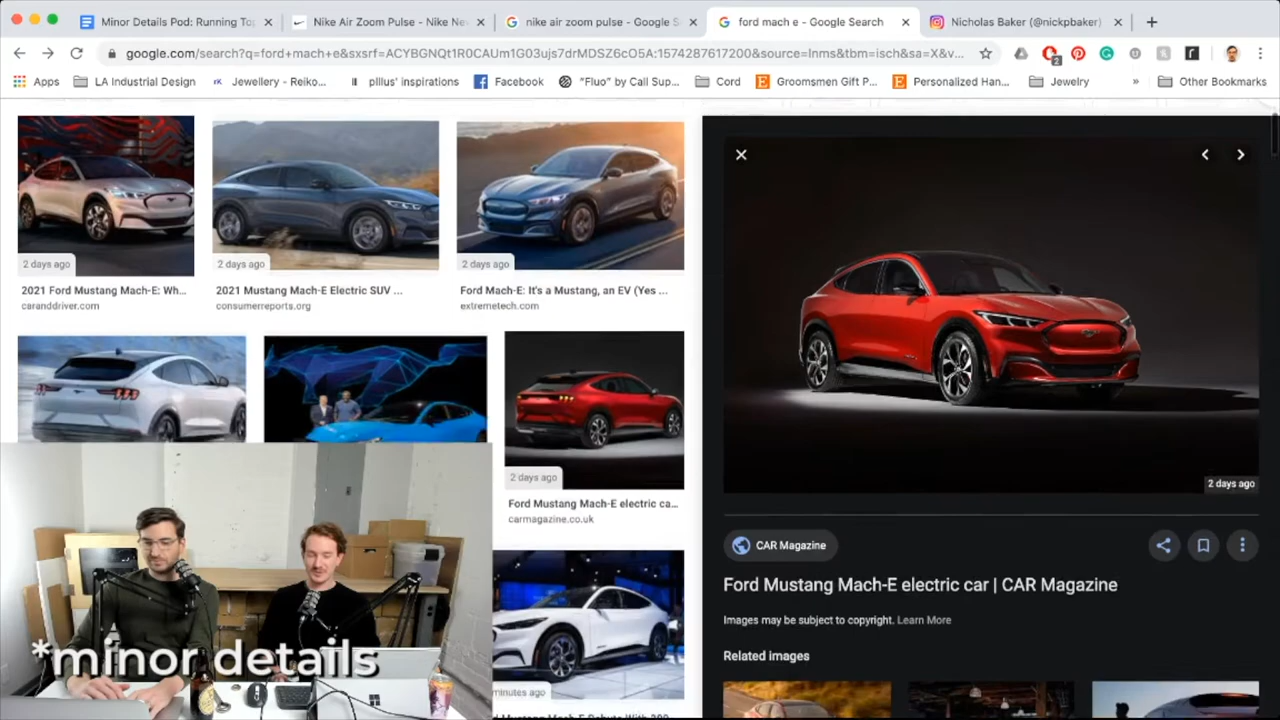 Minor Details Pod: Running Top
Nike Air Zoom Pulse - Nike Ne
nike air zoom pulse - Google S
ford mach e - Google Search
Nicholas Baker (@nickpbaker)
google.com/search?q=ford+mach+e&sxsrf=ACYBGNQt1R0CAUm1G03ujs7drMDSZ6cO5A:1574287617200&source=lnms&tbm=isch&sa=X&v...
2
Apps
LA Industrial Design
Jewellery - Reiko...
pillus' inspirations
Facebook
"Fluo" by Call Sup...
Cord
Groomsmen Gift P...
Personalized Han...
Jewelry
»
Other Bookmarks
2 days ago
2 days ago
2 days ago
2021 Ford Mustang Mach-E: Wh...
caranddriver.com
2021 Mustang Mach-E Electric SUV ...
consumerreports.org
Ford Mach-E: It's a Mustang, an EV (Yes ...
extremetech.com
2 days ago
Ford Mustang Mach-E electric ca...
carmagazine.co.uk
minutes ago
2 days ago
CAR Magazine
Ford Mustang Mach-E electric car | CAR Magazine
Images may be subject to copyright. Learn More
Related images
*minor details